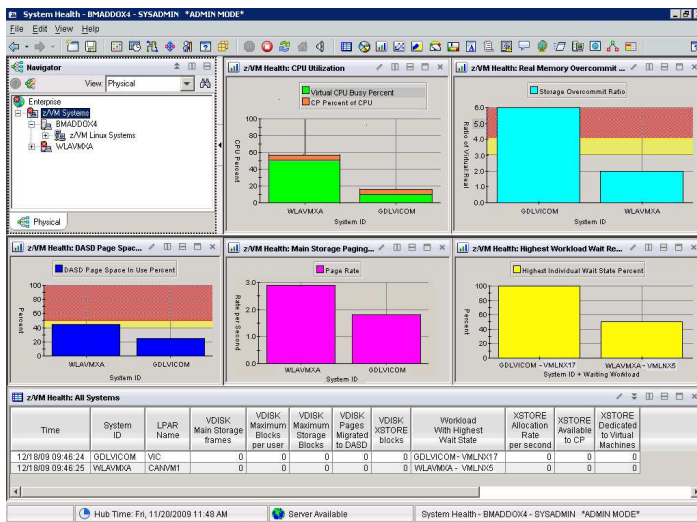 System Health - BMADDOX4 - SYSADMIN *ADMIN MODE*
File Edit View Help
Navigator
View: Physical
Enterprise
z/VM Systems
BMADDOX4
z/VM Linux Systems
WLAVMXA
Physical
z/VM Health: CPU Utilization
Virtual CPU Busy Percent
CP Percent of CPU
CPU Percent
100
80
60
40
20
0
WLAVMXA
GDLVICOM
System ID
z/VM Health: Real Memory Overcommit ...
Storage Overcommit Ratio
Ratio of Virtual:Real
6.0
5.0
4.0
3.0
2.0
1.0
0.0
GDLVICOM
WLAVMXA
System ID
z/VM Health: DASD Page Spac...
DASD Page Space In Use Percent
Percent
100
80
60
40
20
0
WLAVMXA
GDLVICOM
System ID
z/VM Health: Main Storage Paging...
Page Rate
Rate per Second
3.0
2.0
1.0
0.0
WLAVMXA
GDLVICOM
System ID
z/VM Health: Highest Workload Wait Re...
Highest Individual Wait State Percent
Percent
100
80
60
40
20
0
GDLVICOM - VMLNX17
WLAVMXA - VMLNX5
System ID + Waiting Workload
z/VM Health: All Systems
Time System ID LPAR Name VDISK Main Storage frames VDISK Maximum Blocks per user VDISK Maximum Storage Blocks VDISK Pages Migrated to DASD VDISK XSTORE blocks Workload With Highest Wait State XSTORE Allocation Rate per second XSTORE Available to CP XSTORE Dedicated to Virtual Machines
12/18/09 09:46:24 GDLVICOM VIC 0 0 0 0 0 GDLVICOM - VMLNX17 0 0 0
12/18/09 09:46:25 WLAVMXA CANVM1 0 0 0 0 0 WLAVMXA - VMLNX5 0 0 0
Hub Time: Fri, 11/20/2009 11:48 AM
Server Available
System Health - BMADDOX4 - SYSADMIN *ADMIN MODE*